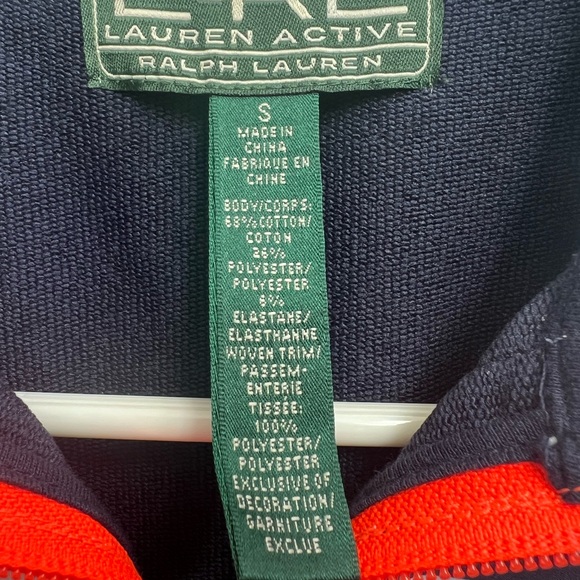 LAUREN ACTIVE
RALPH LAUREN
S
MADE IN
CHINA
FABRIQUE EN
CHINE
BODY/CORPS:
68% COTTON/
COTON
26%
POLYESTER/
POLYESTER
6%
ELASTANE/
ELASTHANNE
WOVEN TRIM/
PASSEM-
ENTERIE
TISSÉE:
100%
POLYESTER/
POLYESTER
EXCLUSIVE OF
DECORATION/
GARNITURE
EXCLUE